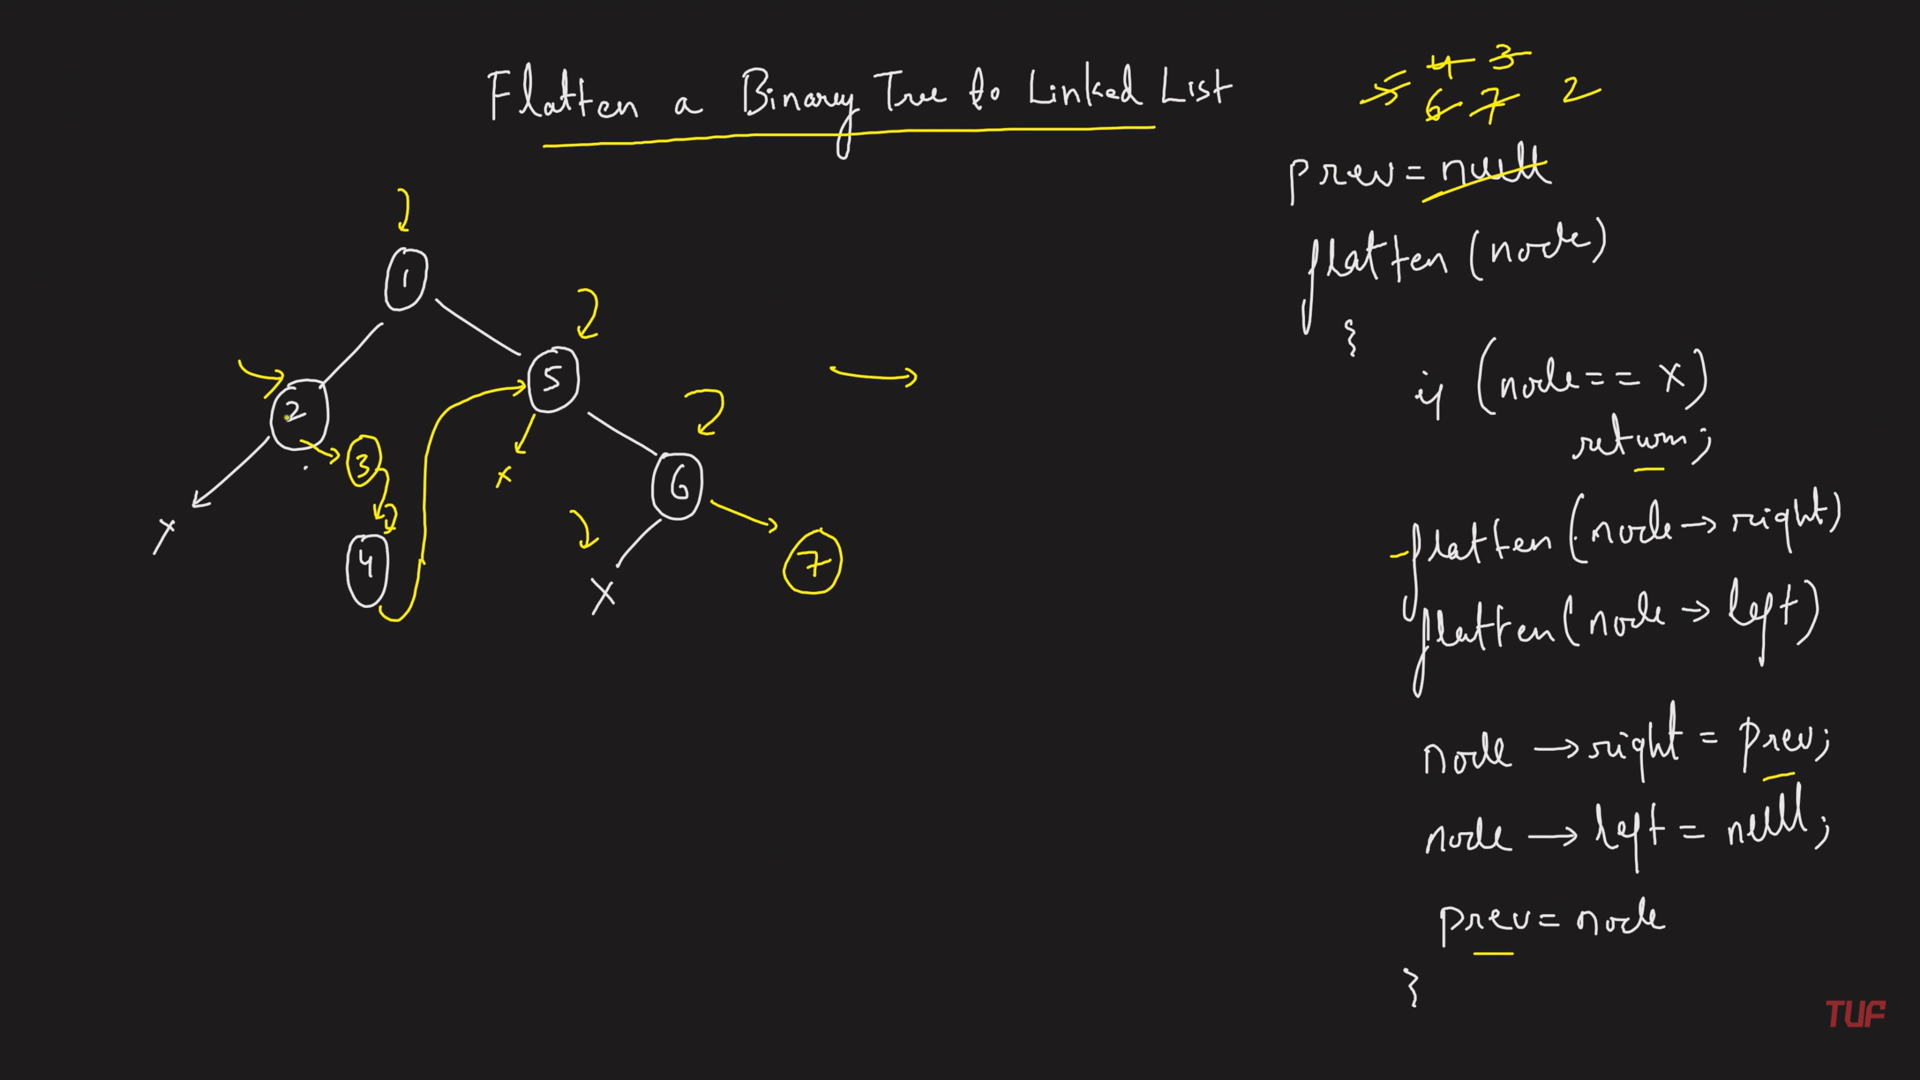 Flatten a Binary Tree to Linked List
4 3
5 6 7 2
prev = null
flatten (node)
{
if (node == X)
return;
flatten (node → right)
flatten (node → left)
node → right = prev;
node → left = null;
prev = node
}
1
2
5
3
6
4
7
X
x
X
TUF